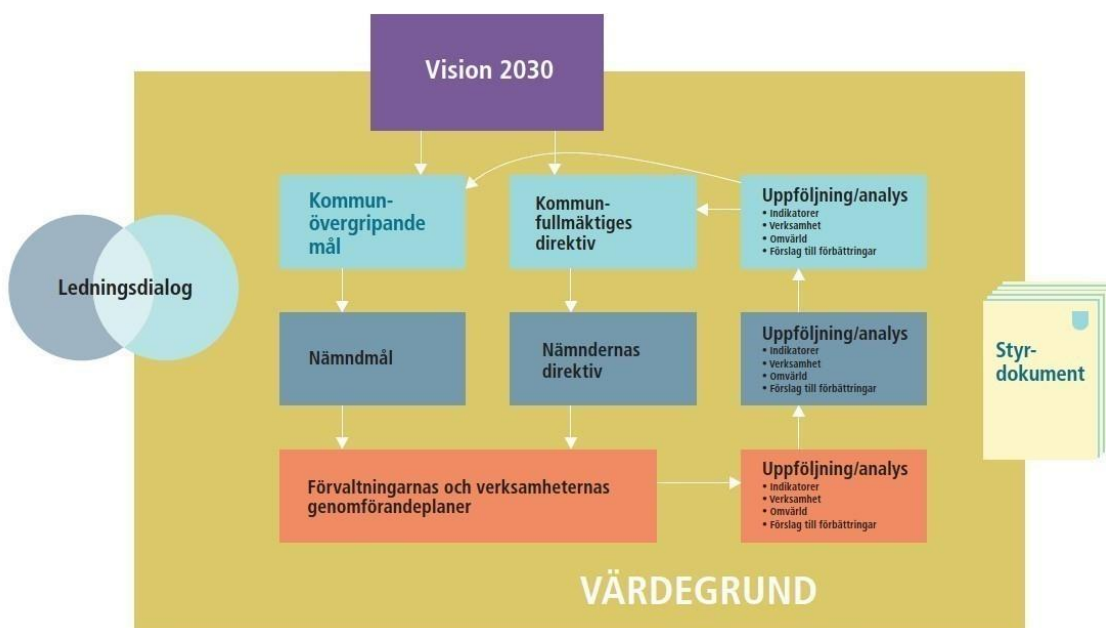 Vision 2030
Kommun-
övergripande
mål
Kommun-
fullmäktiges
direktiv
Uppföljning/analys
• Indikatorer
• Verksamhet
• Omvärld
• Förslag till förbättringar
Ledningsdialog
Nämndmål
Nämndernas
direktiv
Uppföljning/analys
• Indikatorer
• Verksamhet
• Omvärld
• Förslag till förbättringar
Styr-
dokument
Förvaltningarnas och verksamheternas
genomförandeplaner
Uppföljning/analys
• Indikatorer
• Verksamhet
• Omvärld
• Förslag till förbättringar
VÄRDEGRUND